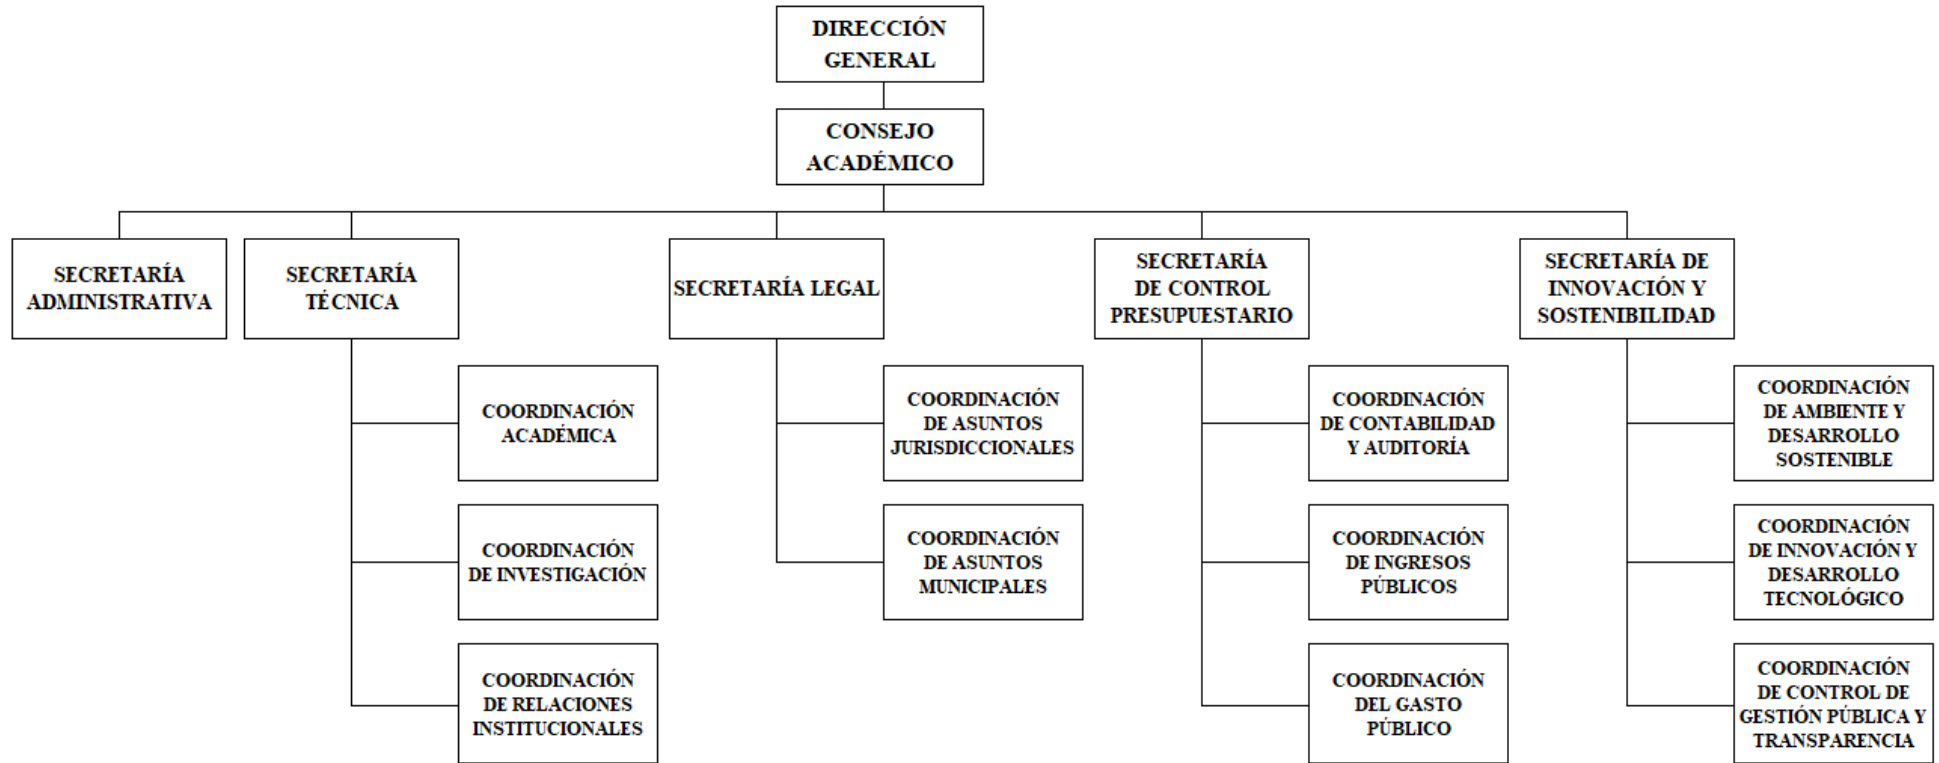 DIRECCIÓN
GENERAL
CONSEJO
ACADÉMICO
SECRETARÍA
ADMINISTRATIVA
SECRETARÍA
TÉCNICA
SECRETARÍA LEGAL
SECRETARÍA
DE CONTROL
PRESUPUESTARIO
SECRETARÍA DE
INNOVACIÓN Y
SOSTENIBILIDAD
COORDINACIÓN
ACADÉMICA
COORDINACIÓN
DE ASUNTOS
JURISDICCIONALES
COORDINACIÓN
DE CONTABILIDAD
Y AUDITORÍA
COORDINACIÓN
DE AMBIENTE Y
DESARROLLO
SOSTENIBLE
COORDINACIÓN
DE INVESTIGACIÓN
COORDINACIÓN
DE ASUNTOS
MUNICIPALES
COORDINACIÓN
DE INGRESOS
PÚBLICOS
COORDINACIÓN
DE INNOVACIÓN Y
DESARROLLO
TECNOLÓGICO
COORDINACIÓN
DE RELACIONES
INSTITUCIONALES
COORDINACIÓN
DEL GASTO
PÚBLICO
COORDINACIÓN
DE CONTROL DE
GESTIÓN PÚBLICA Y
TRANSPARENCIA